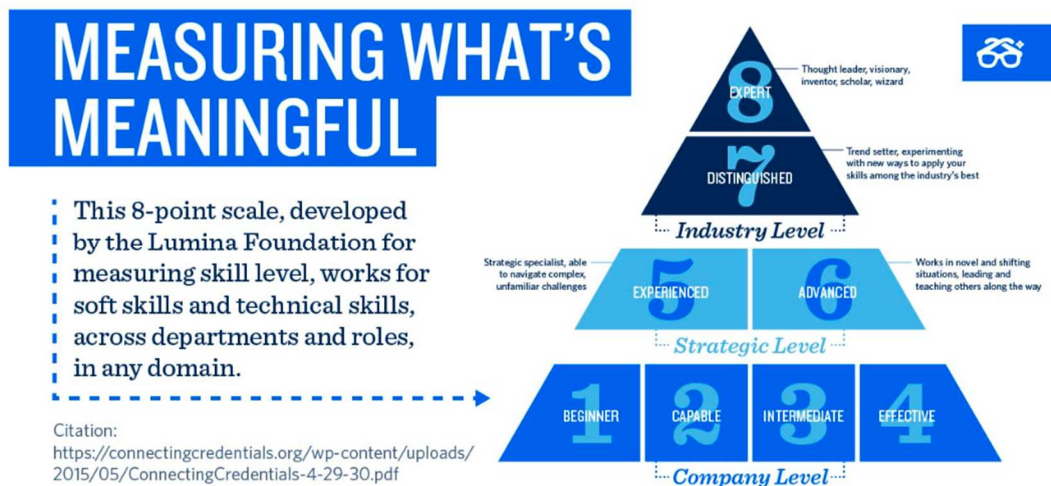 MEASURING WHAT'S
MEANINGFUL
This 8-point scale, developed
by the Lumina Foundation for
measuring skill level, works for
soft skills and technical skills,
across departments and roles,
in any domain.
Citation:
https://connectingcredentials.org/wp-content/uploads/
2015/05/ConnectingCredentials-4-29-30.pdf
8
EXPERT
Thought leader, visionary,
inventor, scholar, wizard
7
DISTINGUISHED
Trend setter, experimenting
with new ways to apply your
skills among the industry's best
Industry Level
Strategic specialist, able
to navigate complex,
unfamiliar challenges
5
EXPERIENCED
6
ADVANCED
Works in novel and shifting
situations, leading and
teaching others along the way
Strategic Level
1
BEGINNER
2
CAPABLE
3
INTERMEDIATE
4
EFFECTIVE
Company Level